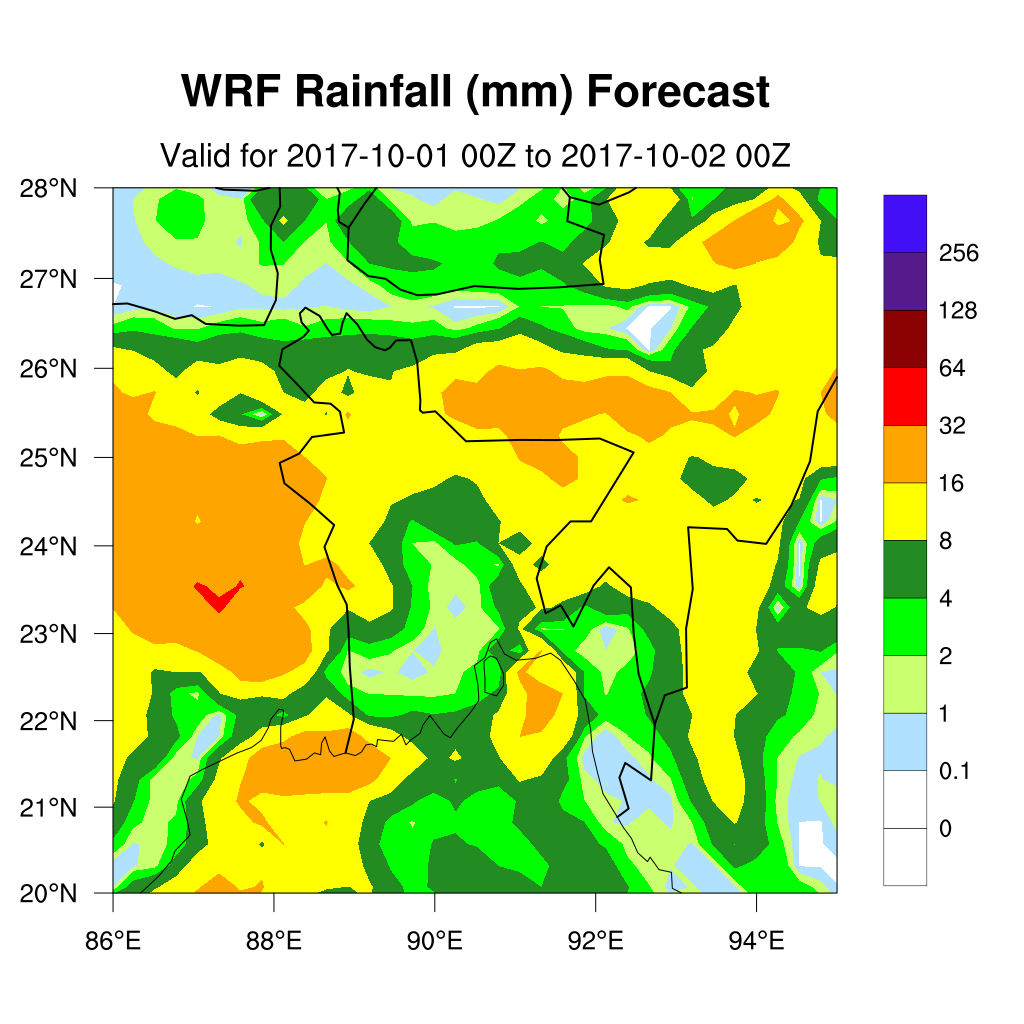 WRF Rainfall (mm) Forecast
Valid for 2017-10-01 00Z to 2017-10-02 00Z
28°N
27°N
26°N
25°N
24°N
23°N
22°N
21°N
20°N
86°E 88°E 90°E 92°E 94°E
256
128
64
32
16
8
4
2
1
0.1
0